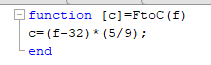 function [c]=FtoC(f)
c=(f-32)*(5/9);
end